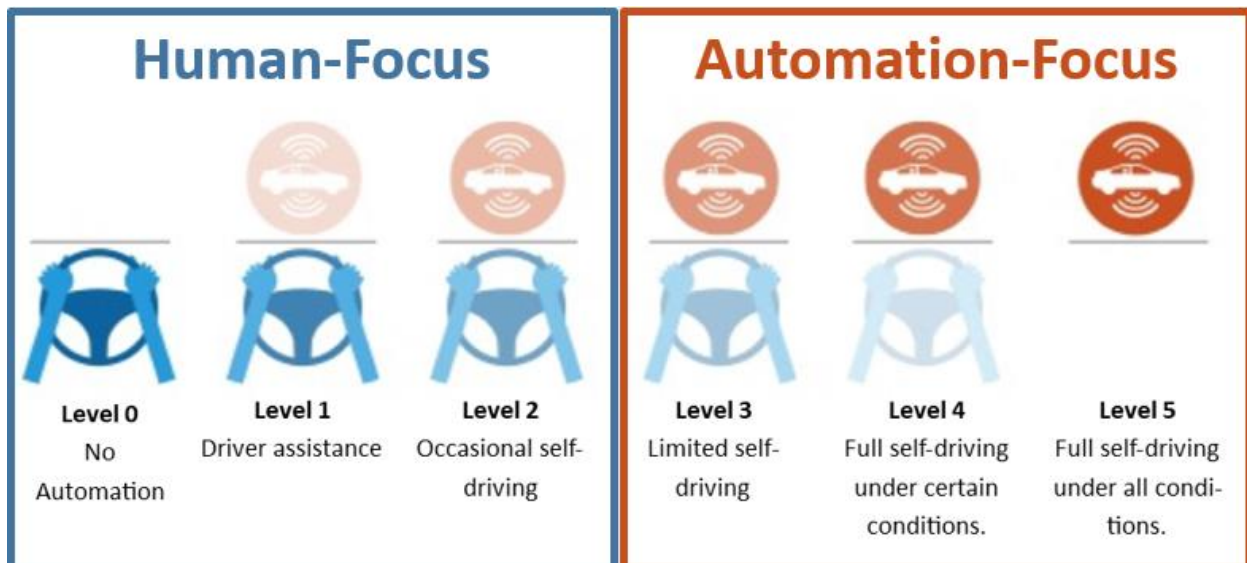 Human-Focus
Automation-Focus
Level 0
No
Automation
Level 1
Driver assistance
Level 2
Occasional self-
driving
Level 3
Limited self-
driving
Level 4
Full self-driving
under certain
conditions.
Level 5
Full self-driving
under all condi-
tions.